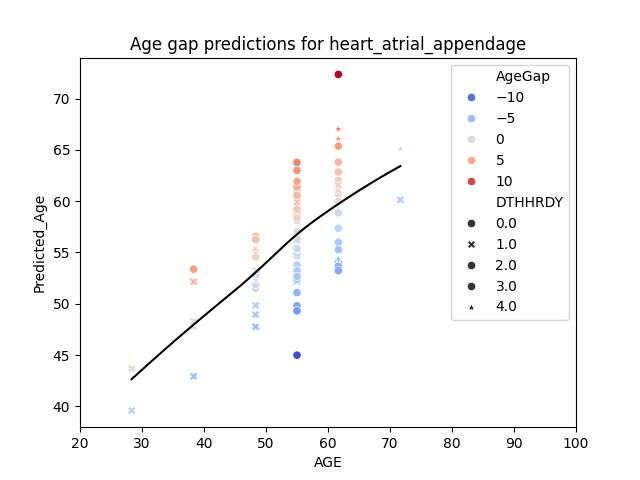 Age gap predictions for heart_atrial_appendage
Predicted_Age
70
65
60
55
50
45
40
20 30 40 50 60 70 80 90 100
AGE
AgeGap
−10
−5
0
5
10
DTHHRDY
0.0
1.0
2.0
3.0
4.0